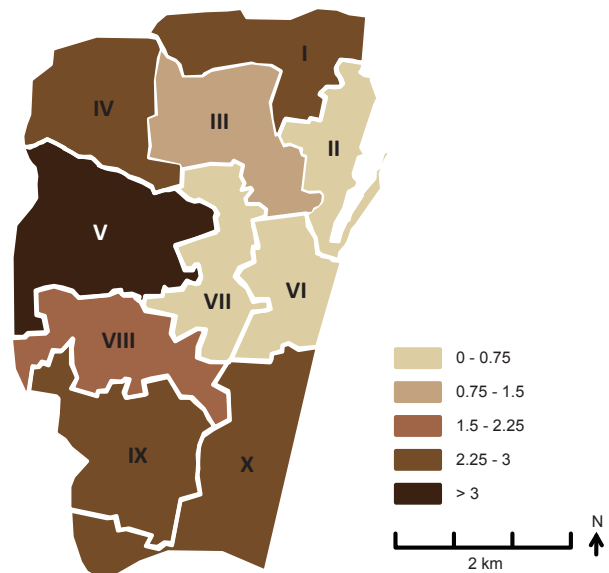 I
IV
III
II
V
VII
VI
VIII
IX
X
0 - 0.75
0.75 - 1.5
1.5 - 2.25
2.25 - 3
> 3
N
2 km